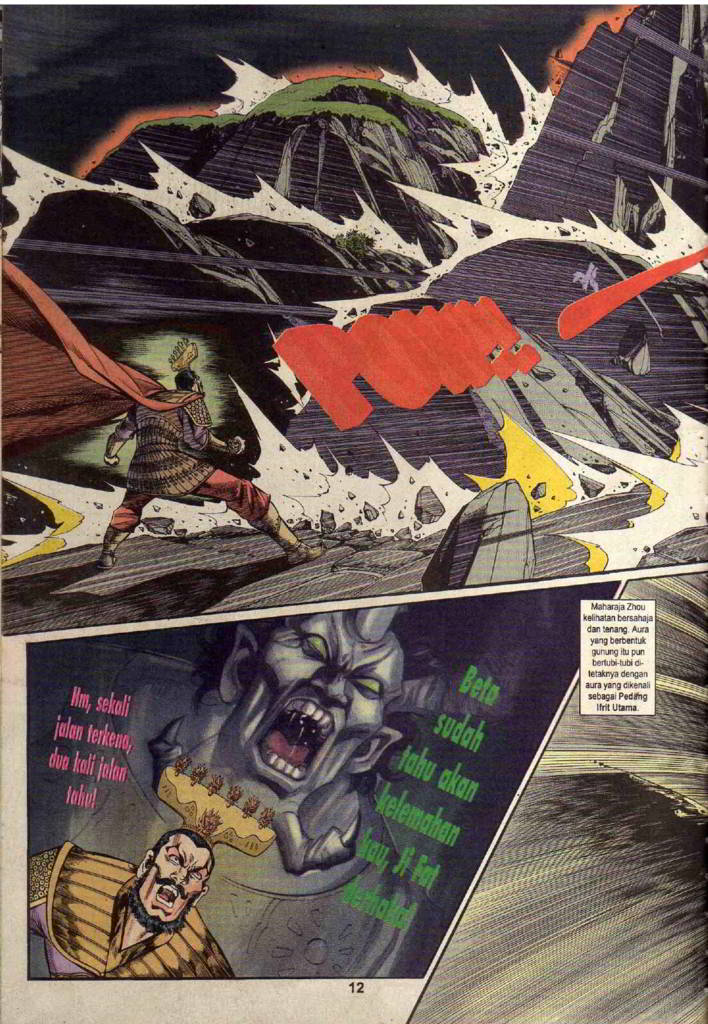 POW!!
Maharaja Zhou
kelihatan bersahaja
dan tenang. Aura
yang berbentuk
gunung itu pun
bertubi-tubi di-
tetaknya dengan
aura yang dikenali
sebagai Pedang
Ifrit Utama.
Hm, sekali
jalan terkena,
dua kali jalan
tahu!
Beta
sudah
tahu akan
kelemahan
kau, Ji Fat
derhaka!
12